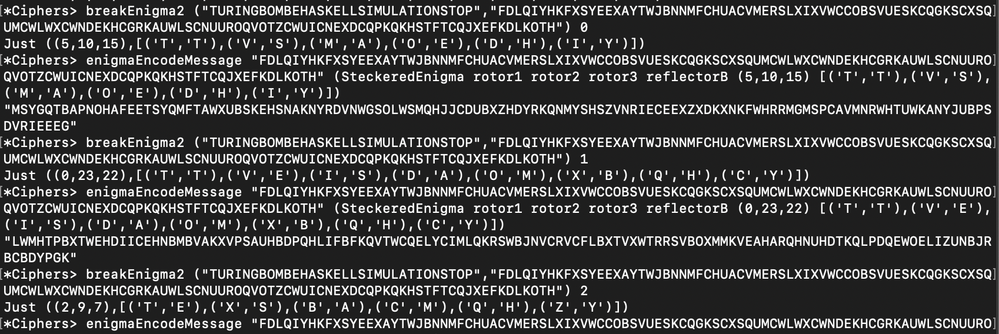 *Ciphers> breakEnigma2 ("TURINGBOMBEHASKELLSIMULATIONSTOP","FDLQIYHKFXSYEEXAYTWJBNNMFCHUACVMERSLXIXVWCCOBSVUESKCQGKSCXSQ
UMCWLWXCWNDEKHCGRKAUWLSCNUUROQVOTZCWUICNEXDCQPKQKHSTFTCQJXEFKDLKOTH") 0
Just ((5,10,15),[('T','T'),('V','S'),('M','A'),('O','E'),('D','H'),('I','Y')])
*Ciphers> enigmaEncodeMessage "FDLQIYHKFXSYEEXAYTWJBNNMFCHUACVMERSLXIXVWCCOBSVUESKCQGKSCXSQUMCWLWXCWNDEKHCGRKAUWLSCNUURO
QVOTZCWUICNEXDCQPKQKHSTFTCQJXEFKDLKOTH" (SteckeredEnigma rotor1 rotor2 rotor3 reflectorB (5,10,15) [('T','T'),('V','S'),
('M','A'),('O','E'),('D','H'),('I','Y')])
"MSYGQTBAPNOHAFEETSYQMFTAWXUBSKEHSNAKNYRDVNWGSOLWSMQHJJCDUBXZHDYRKQNMYSHSZVNRIECEEXZXDKXNKFWHRRMGMSPCAVMNRWHTUWKANYJUBPS
DVRIEEEG"
*Ciphers> breakEnigma2 ("TURINGBOMBEHASKELLSIMULATIONSTOP","FDLQIYHKFXSYEEXAYTWJBNNMFCHUACVMERSLXIXVWCCOBSVUESKCQGKSCXSQ
UMCWLWXCWNDEKHCGRKAUWLSCNUUROQVOTZCWUICNEXDCQPKQKHSTFTCQJXEFKDLKOTH") 1
Just ((0,23,22),[('T','T'),('V','E'),('I','S'),('D','A'),('O','M'),('X','B'),('Q','H'),('C','Y')])
*Ciphers> enigmaEncodeMessage "FDLQIYHKFXSYEEXAYTWJBNNMFCHUACVMERSLXIXVWCCOBSVUESKCQGKSCXSQUMCWLWXCWNDEKHCGRKAUWLSCNUURO
QVOTZCWUICNEXDCQPKQKHSTFTCQJXEFKDLKOTH" (SteckeredEnigma rotor1 rotor2 rotor3 reflectorB (0,23,22) [('T','T'),('V','E'),
('I','S'),('D','A'),('O','M'),('X','B'),('Q','H'),('C','Y')])
"LWMHTPBXTWEHDIICEHNBMBVAKXVPSAUHBDPQHLIFBFKQVTWCQELYCIMLQKRSWBJNVCRVCFLBXTVXWTRRSVBOXMMKVEAHARQHNUHDTKQLPDQEWOELIZUNBJR
BCBDYPGK"
*Ciphers> breakEnigma2 ("TURINGBOMBEHASKELLSIMULATIONSTOP","FDLQIYHKFXSYEEXAYTWJBNNMFCHUACVMERSLXIXVWCCOBSVUESKCQGKSCXSQ
UMCWLWXCWNDEKHCGRKAUWLSCNUUROQVOTZCWUICNEXDCQPKQKHSTFTCQJXEFKDLKOTH") 2
Just ((2,9,7),[('T','E'),('X','S'),('B','A'),('C','M'),('Q','H'),('Z','Y')])
*Ciphers> enigmaEncodeMessage "FDLQIYHKFXSYEEXAYTWJBNNMFCHUACVMERSLXIXVWCCOBSVUESKCQGKSCXSQUMCWLWXCWNDEKHCGRKAUWLSCNUURO